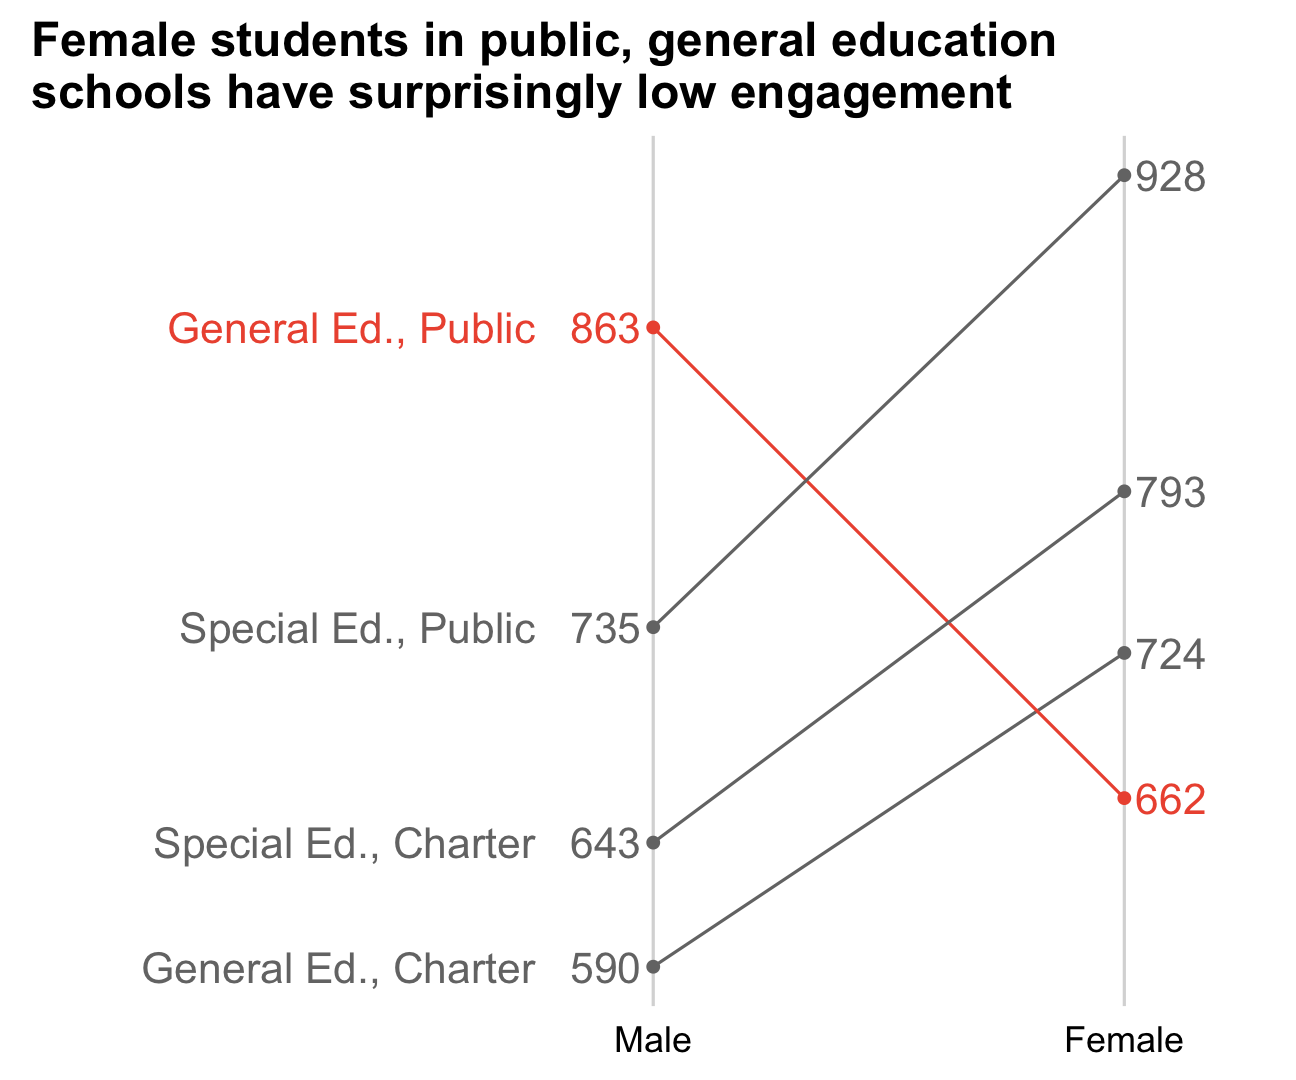 Female students in public, general education
schools have surprisingly low engagement
928
General Ed., Public 863
793
Special Ed., Public 735
724
662
Special Ed., Charter 643
General Ed., Charter 590
Male Female